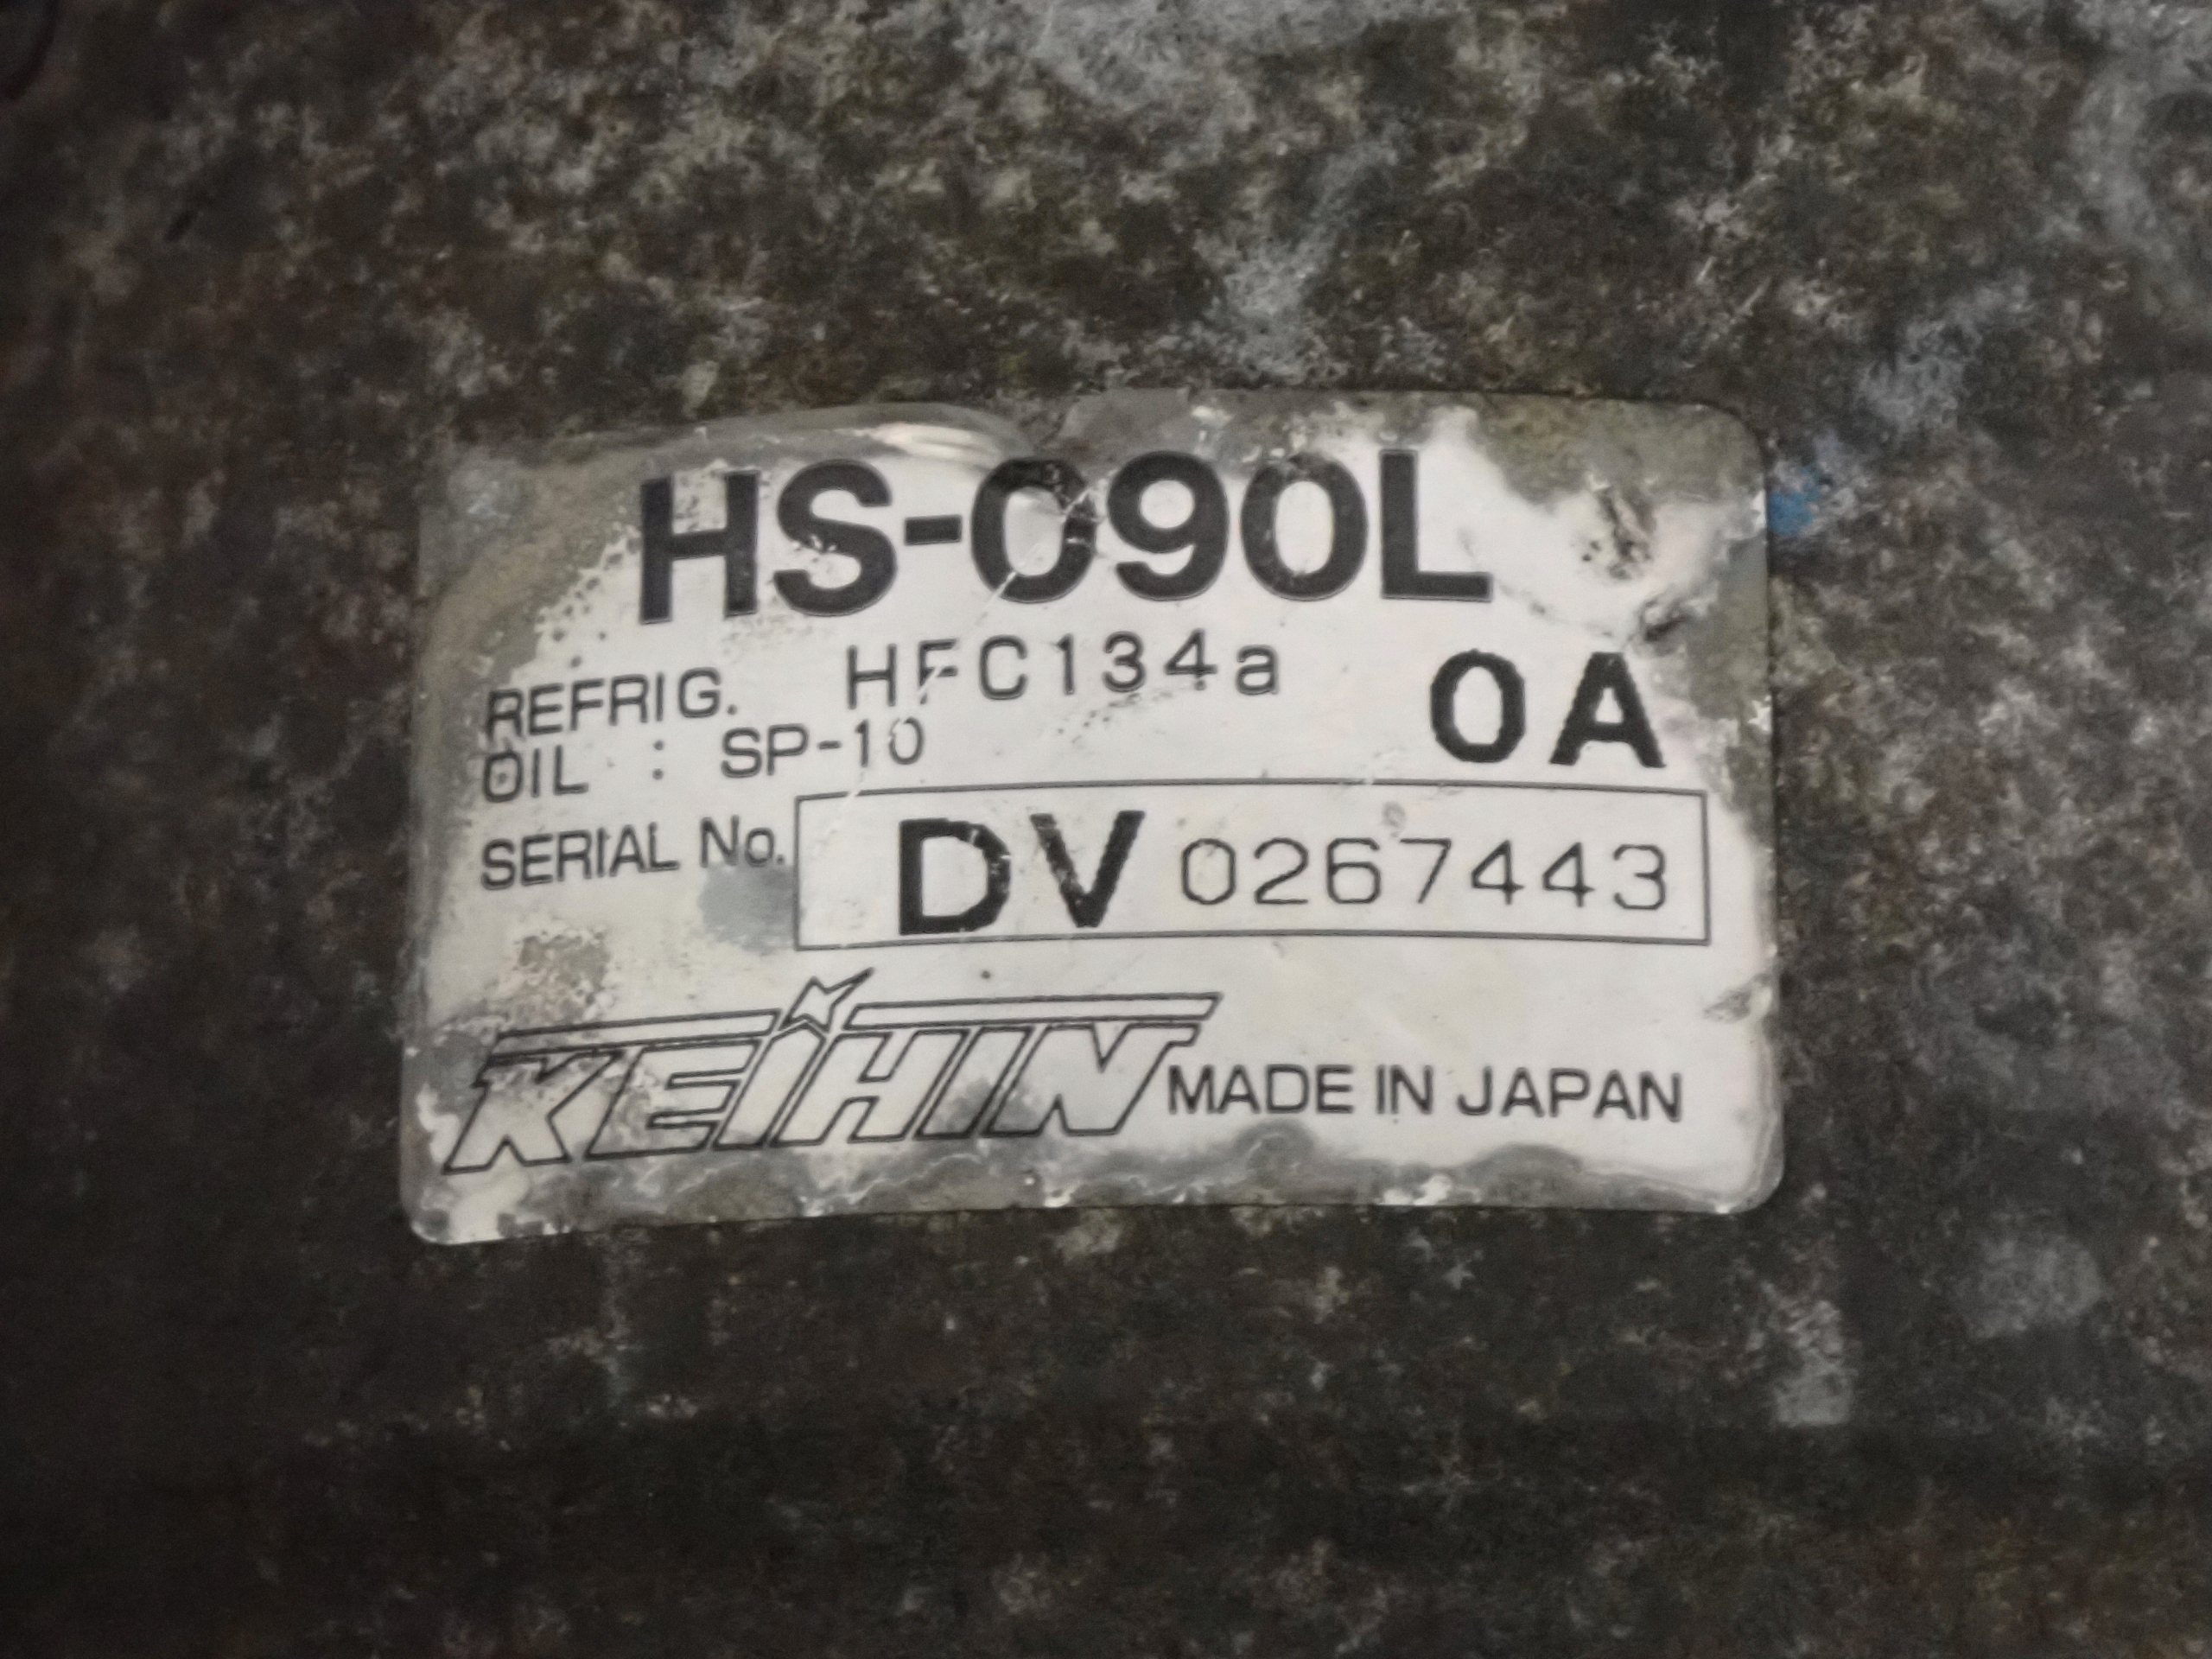 HS-090L
REFRIG. HFC134a 0A
OIL : SP-10
SERIAL No. DV 0267443
KEIHIN MADE IN JAPAN